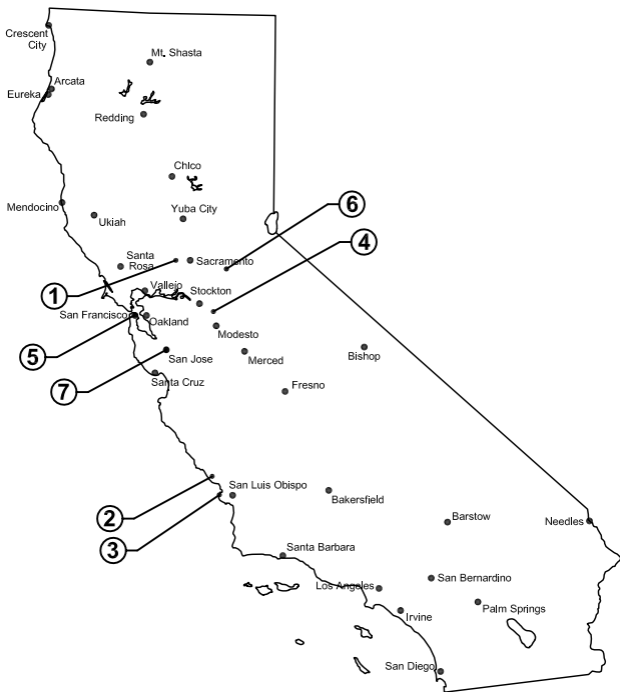 Crescent
City
Mt. Shasta
Arcata
Eureka
Redding
Chico
Mendocino
Yuba City
Ukiah
6
4
Santa
Rosa
Sacramento
1
Vallejo
Stockton
San Francisco
Oakland
Modesto
5
San Jose
Merced
Bishop
7
Santa Cruz
Fresno
San Luis Obispo
2
Bakersfield
3
Barstow
Needles
Santa Barbara
San Bernardino
Los Angeles
Palm Springs
Irvine
San Diego